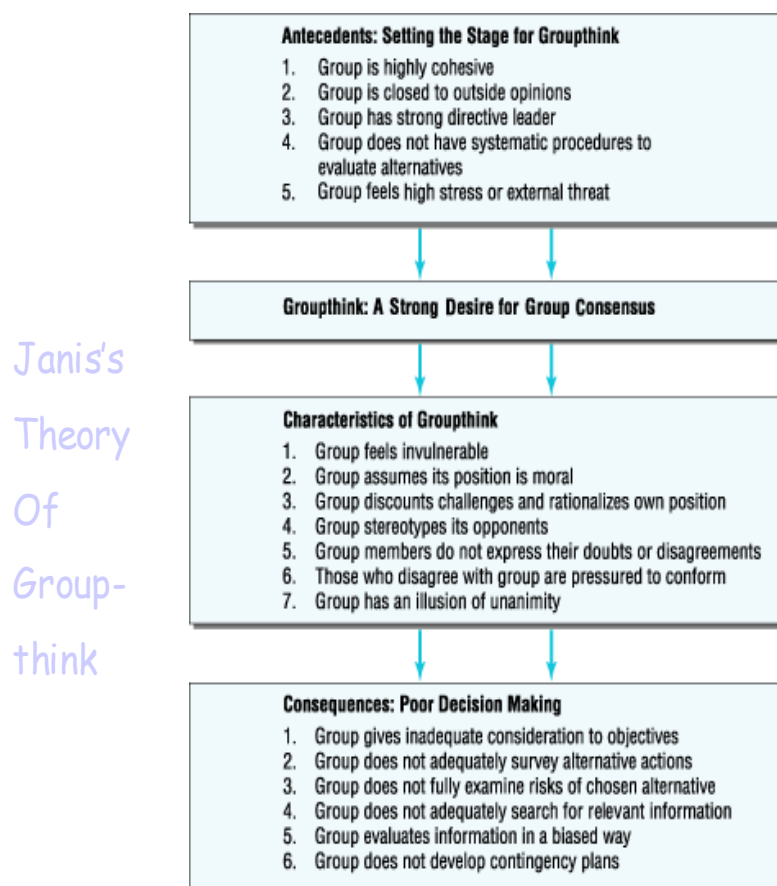 Antecedents: Setting the Stage for Groupthink
1. Group is highly cohesive
2. Group is closed to outside opinions
3. Group has strong directive leader
4. Group does not have systematic procedures to
evaluate alternatives
5. Group feels high stress or external threat
Groupthink: A Strong Desire for Group Consensus
Janis's
Theory
Of
Group-
think
Characteristics of Groupthink
1. Group feels invulnerable
2. Group assumes its position is moral
3. Group discounts challenges and rationalizes own position
4. Group stereotypes its opponents
5. Group members do not express their doubts or disagreements
6. Those who disagree with group are pressured to conform
7. Group has an illusion of unanimity
Consequences: Poor Decision Making
1. Group gives inadequate consideration to objectives
2. Group does not adequately survey alternative actions
3. Group does not fully examine risks of chosen alternative
4. Group does not adequately search for relevant information
5. Group evaluates information in a biased way
6. Group does not develop contingency plans